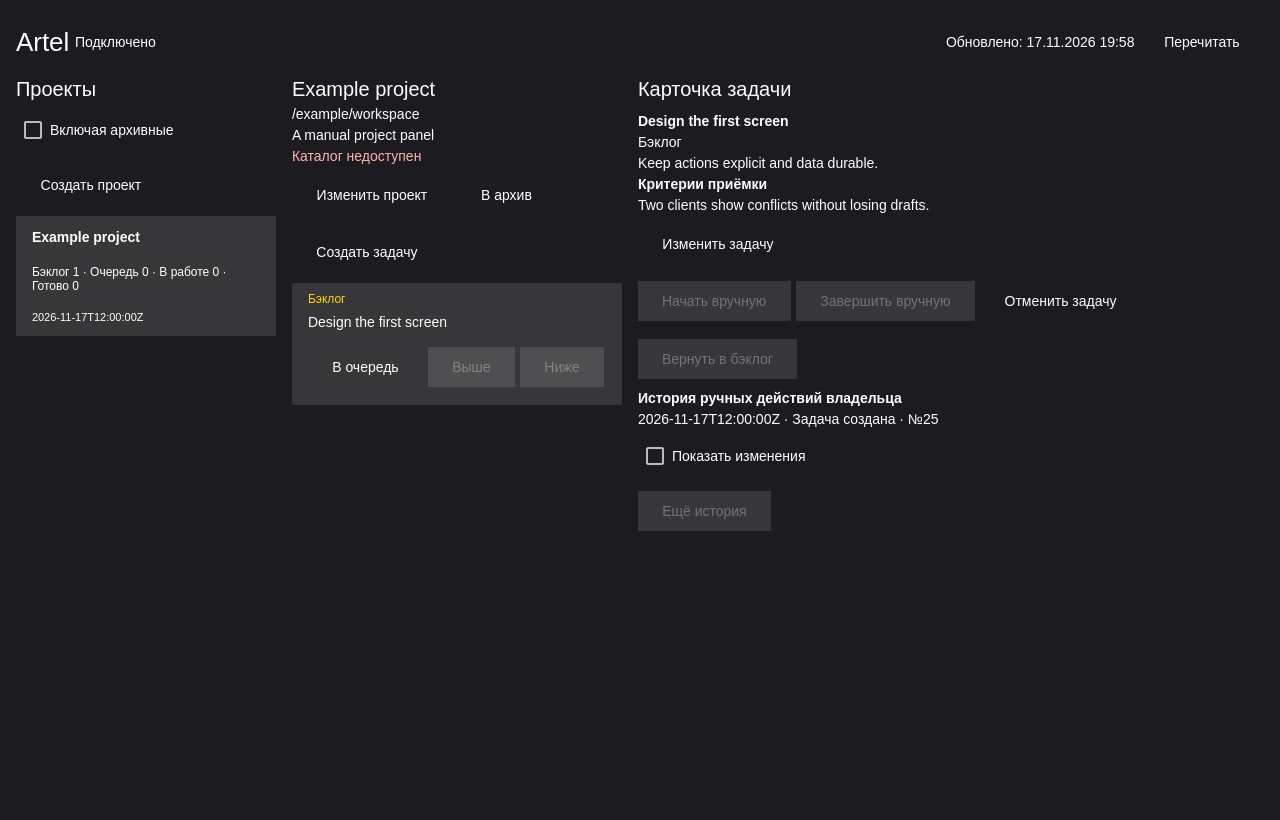 Artel Подключено
Обновлено: 17.11.2026 19:58 Перечитать
Проекты
Включая архивные
Создать проект
Example project
Бэклог 1 · Очередь 0 · В работе 0 ·
Готово 0
2026-11-17T12:00:00Z
Example project
/example/workspace
A manual project panel
Каталог недоступен
Изменить проект В архив
Создать задачу
Бэклог
Design the first screen
В очередь Выше Ниже
Карточка задачи
Design the first screen
Бэклог
Keep actions explicit and data durable.
Критерии приёмки
Two clients show conflicts without losing drafts.
Изменить задачу
Начать вручную Завершить вручную Отменить задачу
Вернуть в бэклог
История ручных действий владельца
2026-11-17T12:00:00Z · Задача создана · №25
Показать изменения
Ещё история